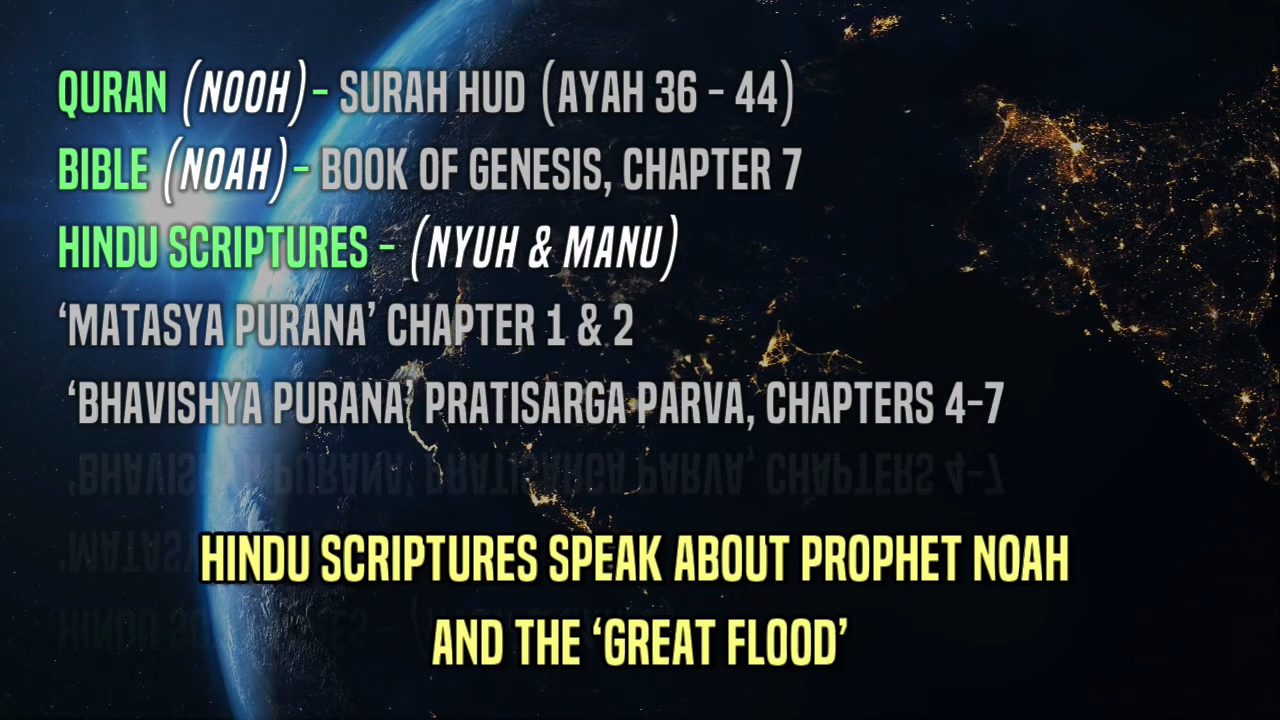 QURAN (NOOH) - SURAH HUD (AYAH 36 - 44)
BIBLE (NOAH) - BOOK OF GENESIS, CHAPTER 7
HINDU SCRIPTURES - (NYUH & MANU)
‘MATASYA PURANA’ CHAPTER 1 & 2
‘BHAVISHYA PURANA’ PRATISARGA PARVA, CHAPTERS 4-7
HINDU SCRIPTURES SPEAK ABOUT PROPHET NOAH
AND THE ‘GREAT FLOOD’